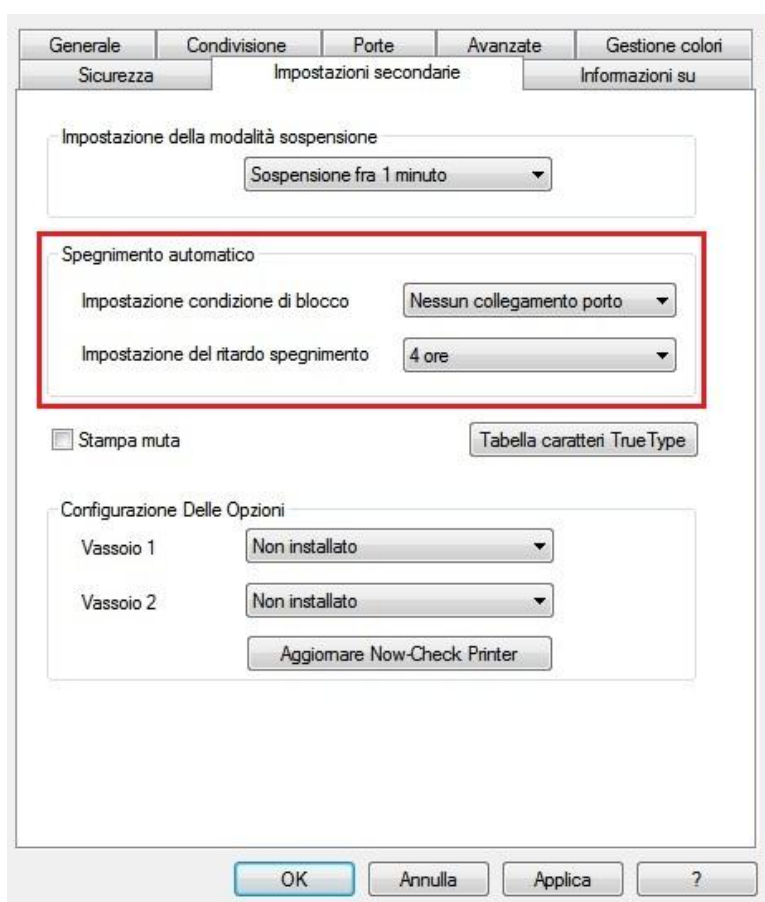 Generale Condivisione Porte Avanzate Gestione colori
Sicurezza Impostazioni secondarie Informazioni su
Impostazione della modalità sospensione
Sospensione fra 1 minuto
Spegnimento automatico
Impostazione condizione di blocco Nessun collegamento porto
Impostazione del ritardo spegnimento 4 ore
Stampa muta Tabella caratteri TrueType
Configurazione Delle Opzioni
Vassoio 1 Non installato
Vassoio 2 Non installato
Aggiornare Now-Check Printer
OK Annulla Applica ?